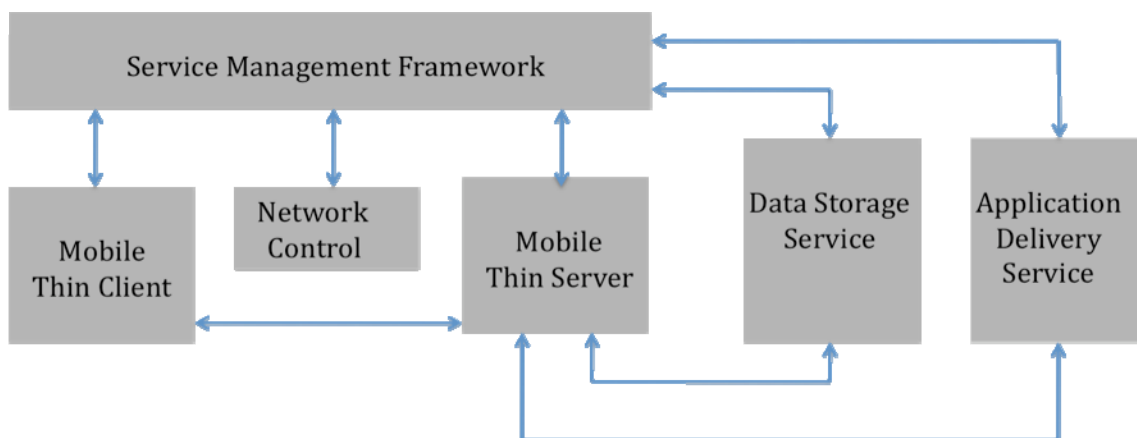 Service Management Framework
Mobile
Thin Client
Network
Control
Mobile
Thin Server
Data Storage
Service
Application
Delivery
Service